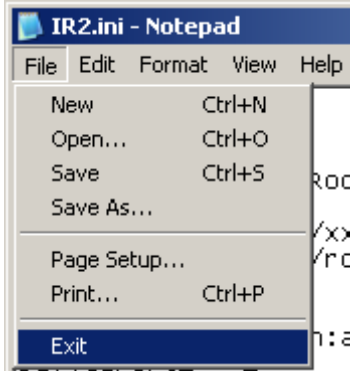 IR2.ini - Notepad
File Edit Format View Help
New Ctrl+N
Open... Ctrl+O
Save Ctrl+S
Save As...
Page Setup...
Print... Ctrl+P
Exit